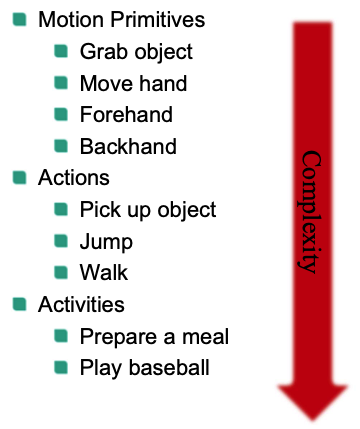 Motion Primitives
Grab object
Move hand
Forehand
Backhand
Actions
Pick up object
Jump
Walk
Activities
Prepare a meal
Play baseball
Complexity